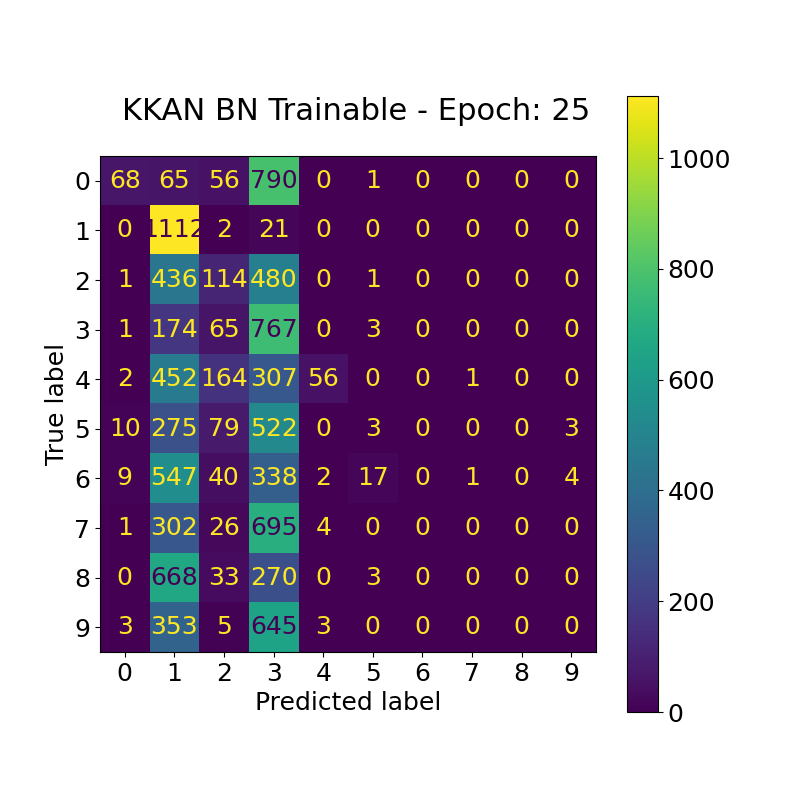 KKAN BN Trainable - Epoch: 25
0 68 65 56 790 0 1 0 0 0 0
1 0 1112 2 21 0 0 0 0 0 0
2 1 436 114 480 0 1 0 0 0 0
3 1 174 65 767 0 3 0 0 0 0
4 2 452 164 307 56 0 0 1 0 0
5 10 275 79 522 0 3 0 0 0 3
6 9 547 40 338 2 17 0 1 0 4
7 1 302 26 695 4 0 0 0 0 0
8 0 668 33 270 0 3 0 0 0 0
9 3 353 5 645 3 0 0 0 0 0
0 1 2 3 4 5 6 7 8 9
Predicted label
True label
1000
800
600
400
200
0